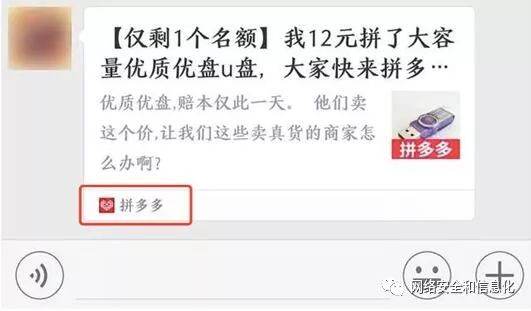 【仅剩1个名额】我12元拼了大容
量优质优盘u盘，大家快来拼多…
优质优盘,赔本仅此一天。 他们卖
这个价,让我们这些卖真货的商家怎
么办啊?
拼多多
拼多多
网络安全和信息化